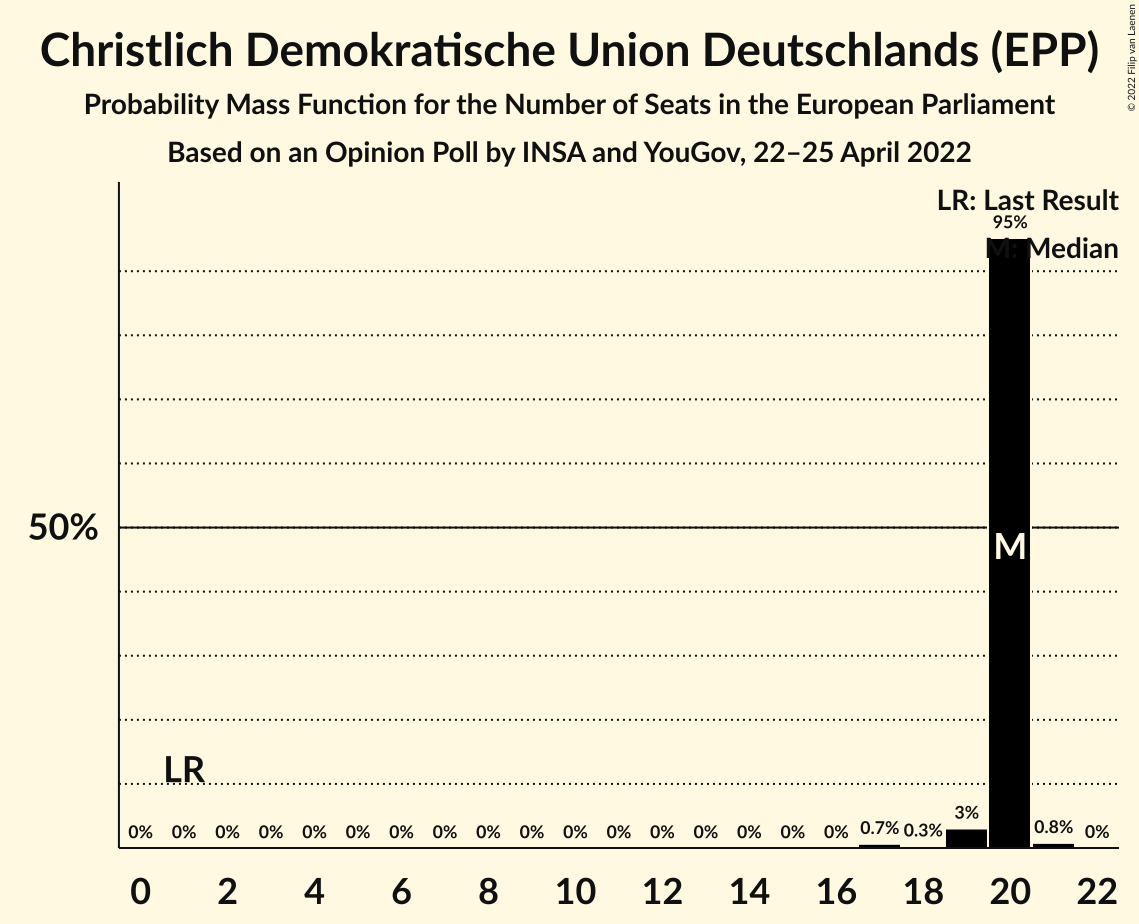 Christlich Demokratische Union Deutschlands (EPP)
Probability Mass Function for the Number of Seats in the European Parliament
Based on an Opinion Poll by INSA and YouGov, 22–25 April 2022
© 2022 Filip van Laenen
LR: Last Result
95%
M: Median
50%
M
LR
0% 0% 0% 0% 0% 0% 0% 0% 0% 0% 0% 0% 0% 0% 0% 0% 0% 0.7% 0.3% 3% 0.8% 0%
0 2 4 6 8 10 12 14 16 18 20 22